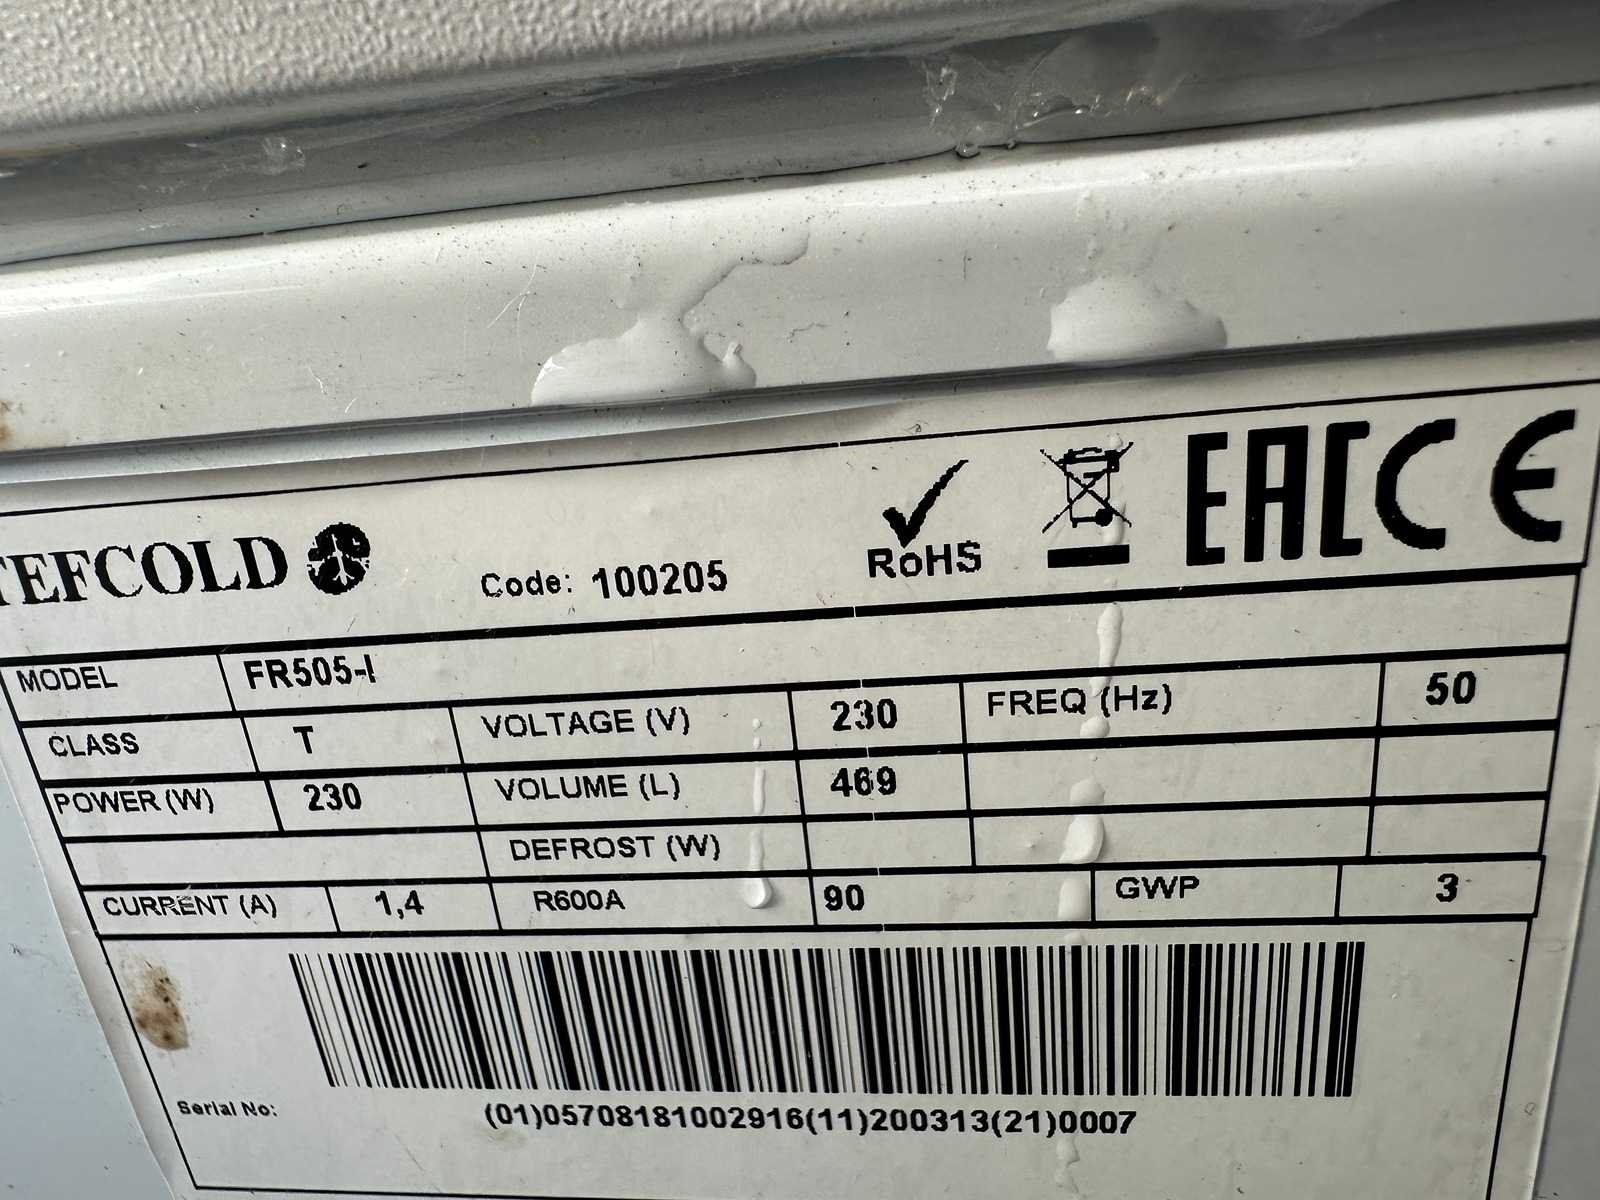 TEFCOLD Code: 100205 RoHS EAC CE
MODEL FR505-I
CLASS T VOLTAGE (V) 230 FREQ (Hz) 50
POWER (W) 230 VOLUME (L) 469
DEFROST (W)
CURRENT (A) 1,4 R600A 90 GWP 3
Serial No: (01)05708181002916(11)200313(21)0007